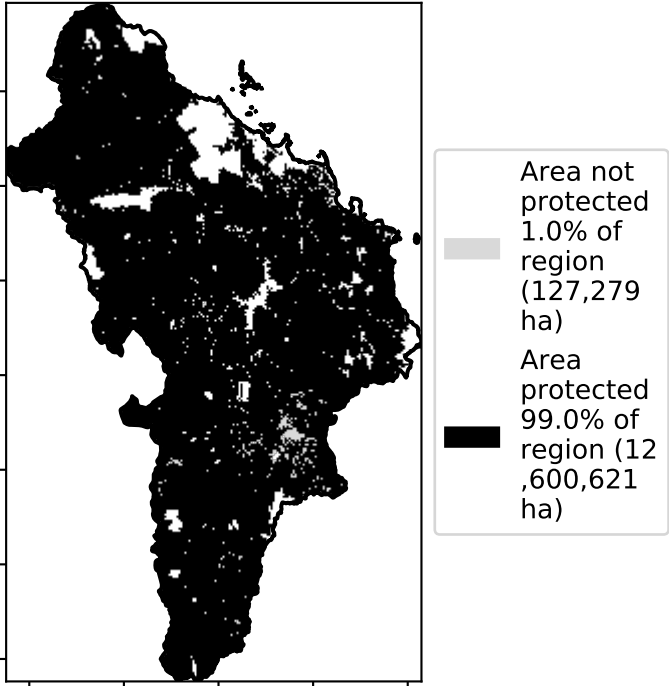 Area not
protected
1.0% of
region
(127,279
ha)
Area
protected
99.0% of
region (12
,600,621
ha)